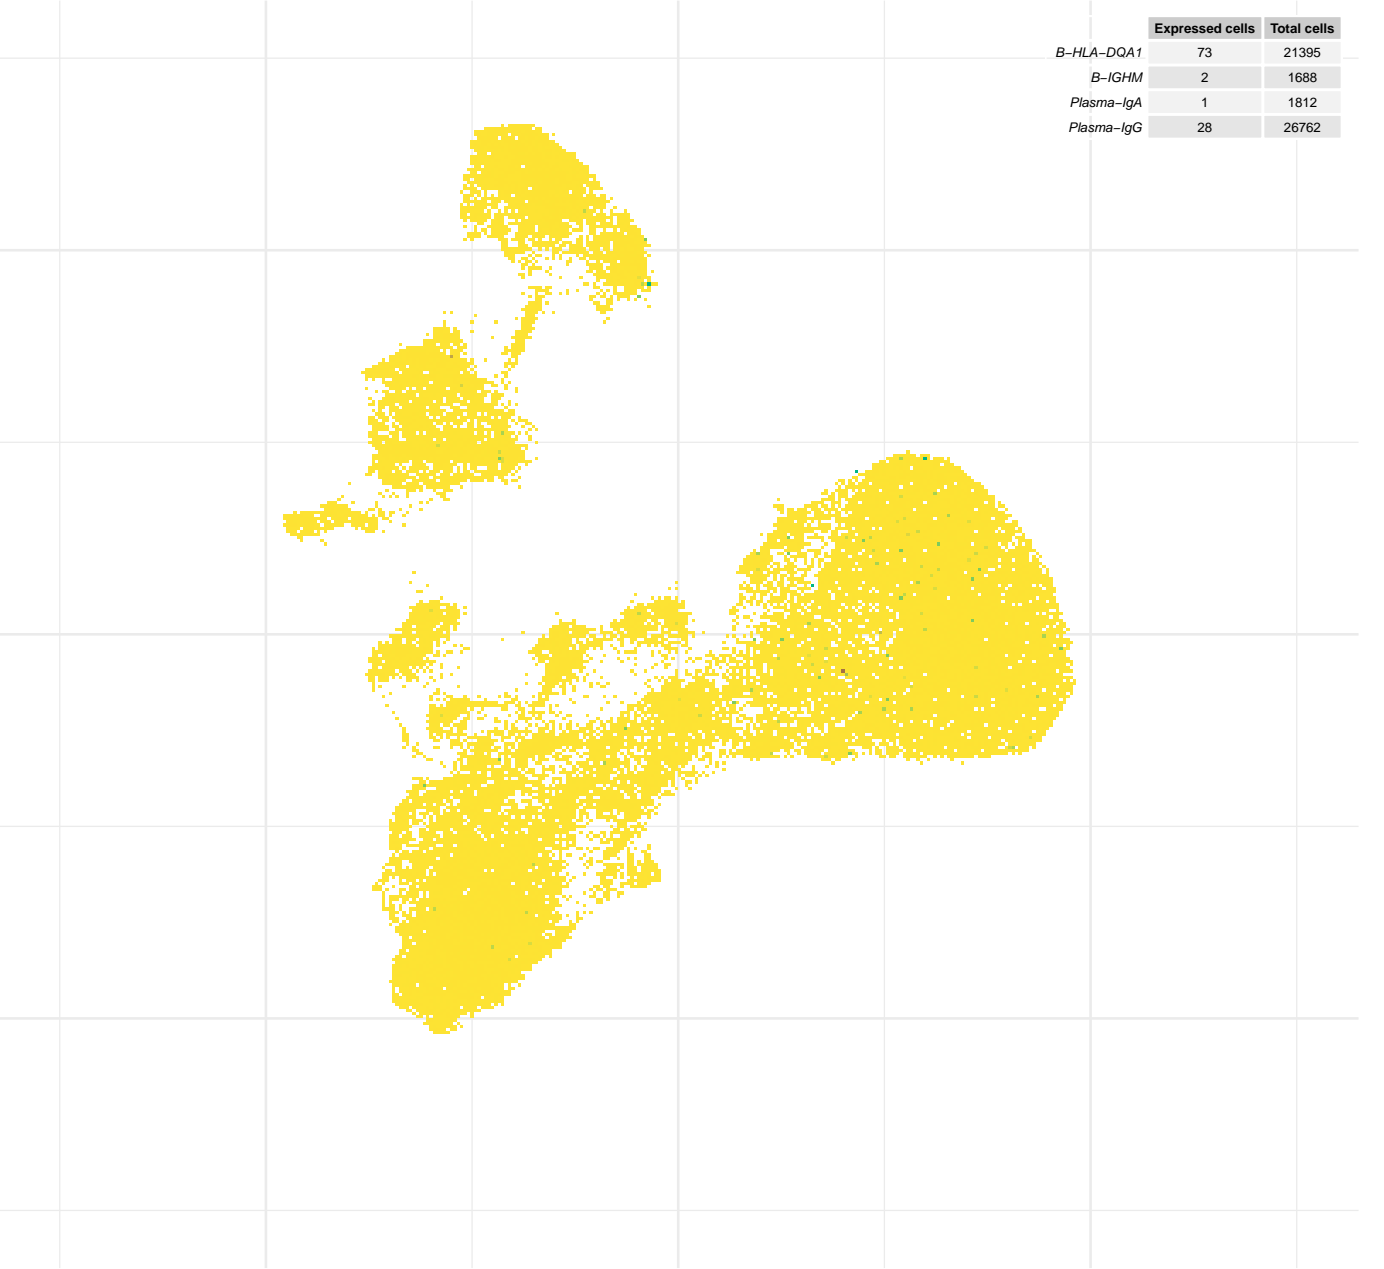 Expressed cells Total cells
B−HLA−DQA1 73 21395
B−IGHM 2 1688
Plasma−IgA 1 1812
Plasma−IgG 28 26762